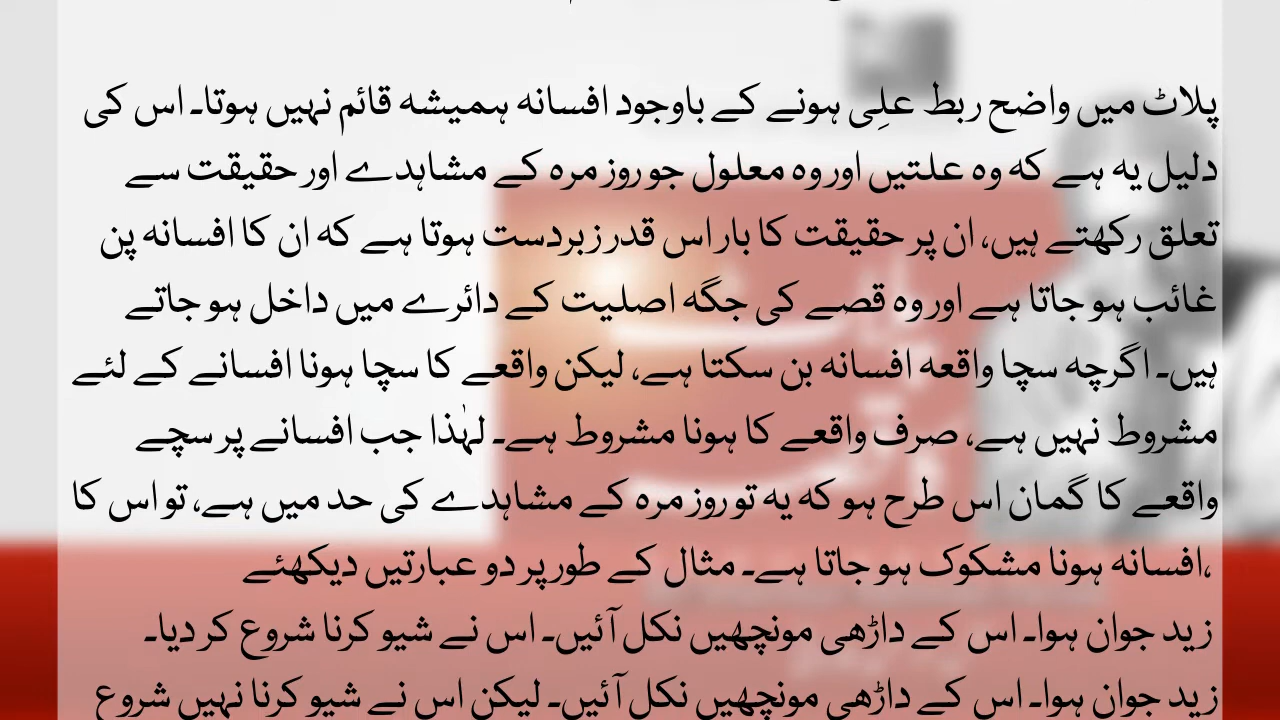 پلاٹ میں واضح ربط علِی ہونے کے باوجود افسانہ ہمیشہ قائم نہیں ہوتا۔ اس کی
دلیل یہ ہے کہ وہ علتیں اور وہ معلول جو روز مرہ کے مشاہدے اور حقیقت سے
تعلق رکھتے ہیں، ان پر حقیقت کا بار اس قدر زبردست ہوتا ہے کہ ان کا افسانہ پن
غائب ہو جاتا ہے اور وہ قصے کی جگہ اصلیت کے دائرے میں داخل ہو جاتے
ہیں۔ اگرچہ سچا واقعہ افسانہ بن سکتا ہے، لیکن واقعے کا سچا ہونا افسانے کے لئے
مشروط نہیں ہے، صرف واقعے کا ہونا مشروط ہے۔ لہٰذا جب افسانے پر سچے
واقعے کا گمان اس طرح ہو کہ یہ تو روز مرہ کے مشاہدے کی حد میں ہے، تو اس کا
افسانہ ہونا مشکوک ہو جاتا ہے۔ مثال کے طور پر دو عبارتیں دیکھئے،
زید جوان ہوا۔ اس کے داڑھی مونچھیں نکل آئیں۔ اس نے شیو کرنا شروع کر دیا۔
زید جوان ہوا۔ اس کے داڑھی مونچھیں نکل آئیں۔ لیکن اس نے شیو کرنا نہیں شروع